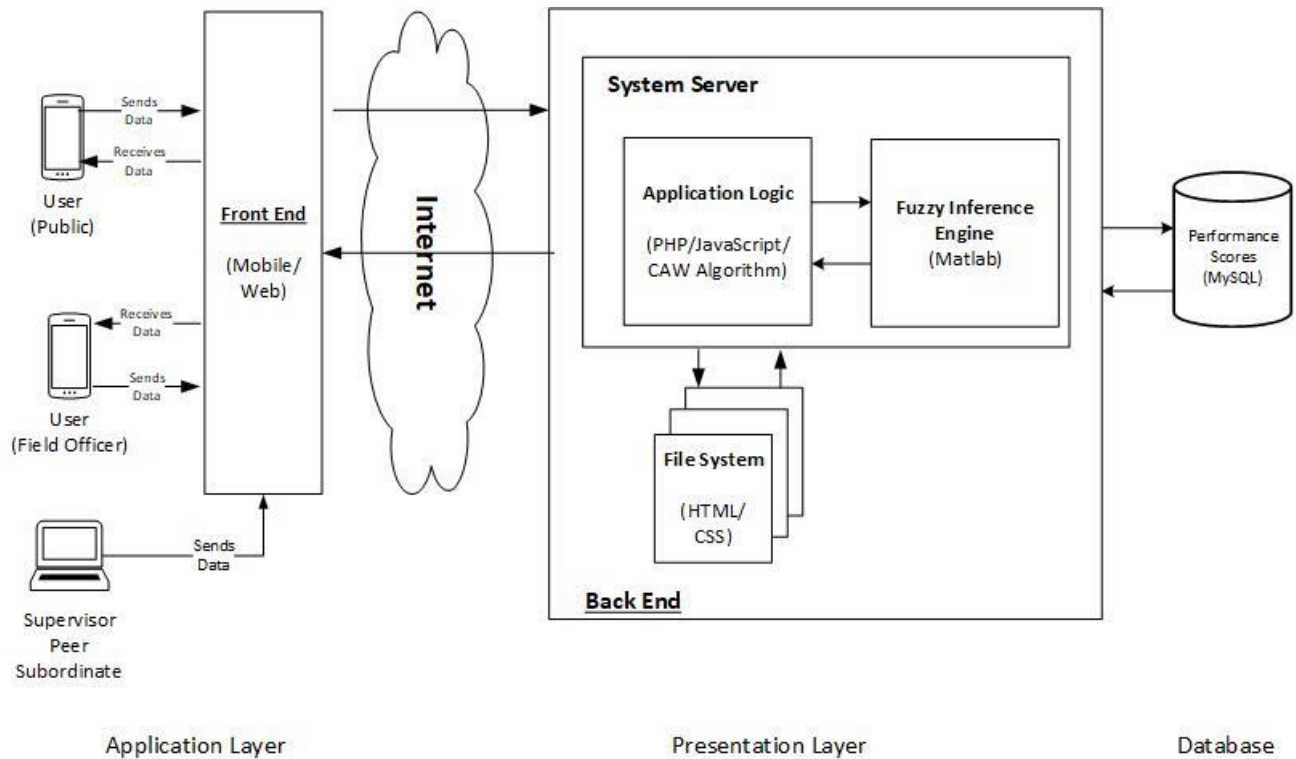 Sends
Data
Receives
Data
User
(Public)
Receives
Data
Sends
Data
User
(Field Officer)
Sends
Data
Supervisor
Peer
Subordinate
Front End
(Mobile/
Web)
Internet
System Server
Application Logic
(PHP/JavaScript/
CAW Algorithm)
Fuzzy Inference
Engine
(Matlab)
File System
(HTML/
CSS)
Back End
Performance
Scores
(MySQL)
Application Layer
Presentation Layer
Database